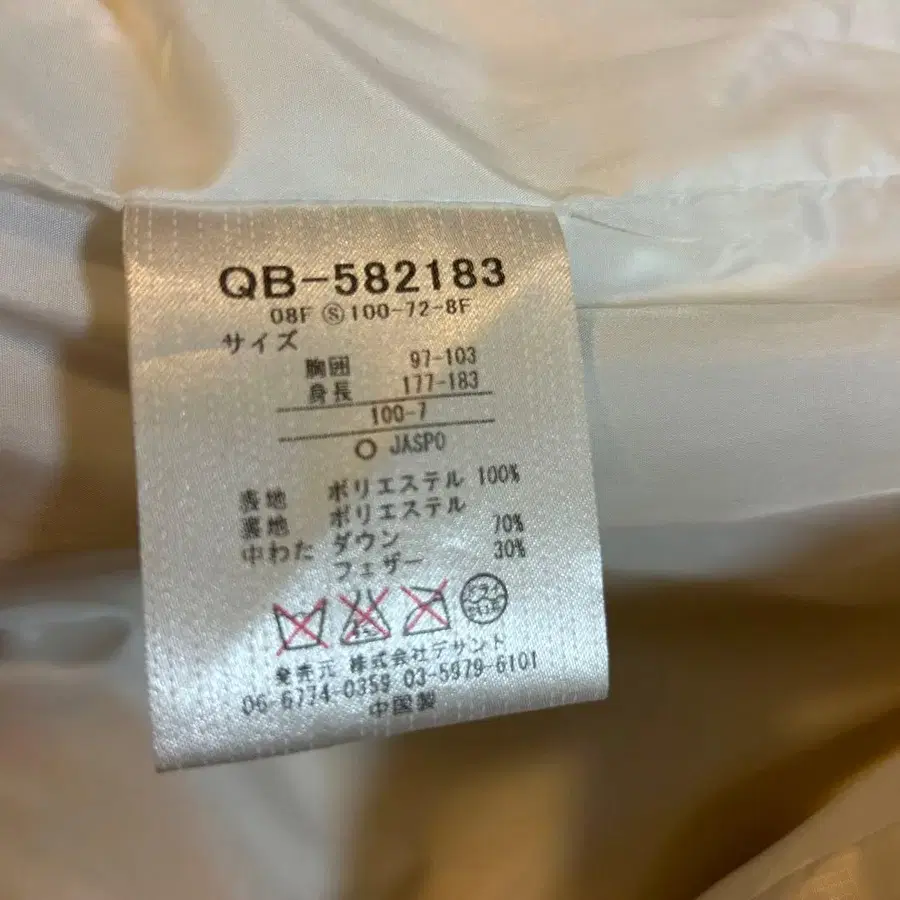 QB-582183
08F Ⓢ100-72-8F
サイズ
胸囲 97-103
身長 177-183
100-7
JASPO
表地 ポリエステル 100%
裏地 ポリエステル
中わた ダウン 70%
フェザー 30%
発売元 株式会社デサント
06-6774-0359 03-5979-6101
中国製